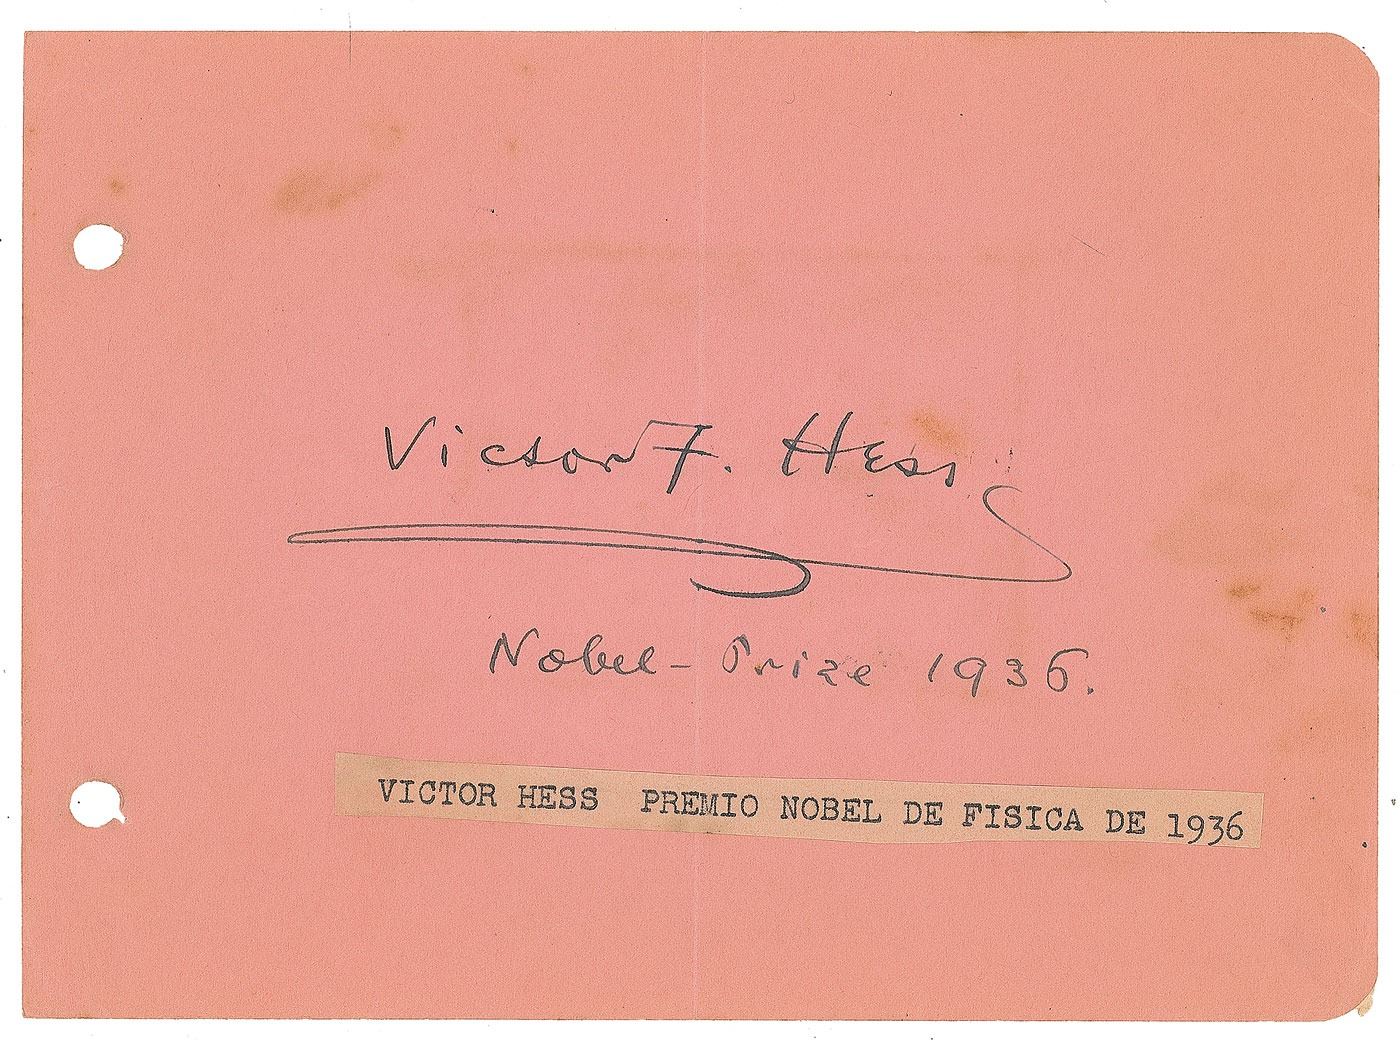 Victor F. Hess
Nobel-Prize 1936.
VICTOR HESS PREMIO NOBEL DE FISICA DE 1936